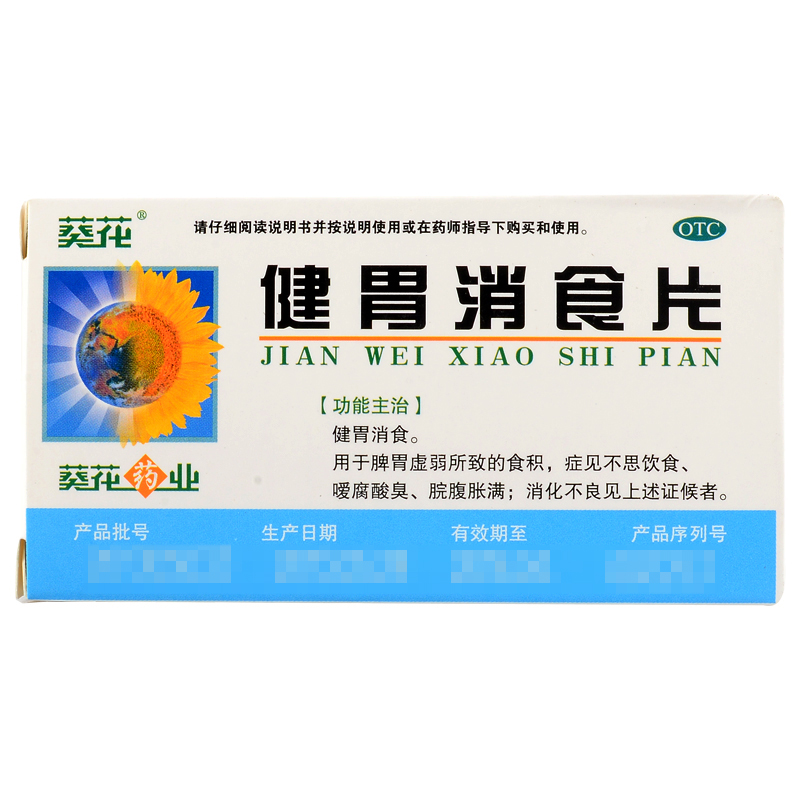 葵花®
请仔细阅读说明书并按说明使用或在药师指导下购买和使用。
OTC
健胃消食片
JIAN WEI XIAO SHI PIAN
【功能主治】
健胃消食。
用于脾胃虚弱所致的食积，症见不思饮食、
嗳腐酸臭、脘腹胀满；消化不良见上述证候者。
葵花药业
产品批号 生产日期 有效期至 产品序列号